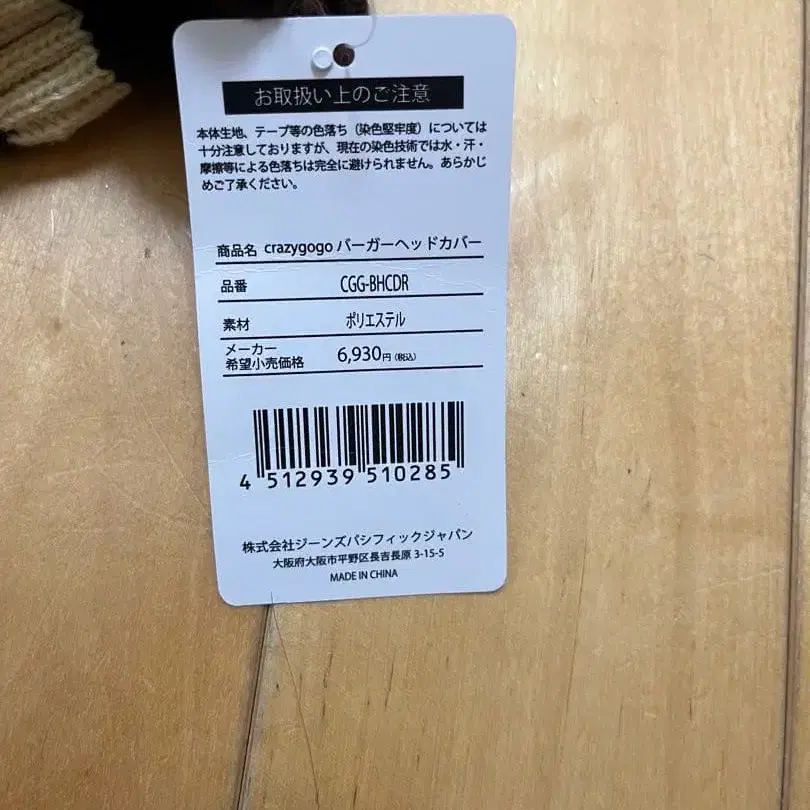 お取扱い上のご注意
本体生地、テープ等の色落ち（染色堅牢度）については
十分注意しておりますが、現在の染色技術では水・汗・
摩擦等による色落ちは完全に避けられません。あらかじ
めご了承ください。
商品名 crazygogo バーガーヘッドカバー
品番 CGG-BHCDR
素材 ポリエステル
メーカー
希望小売価格 6,930円（税込）
4 512939 510285
株式会社ジーンズパシフィックジャパン
大阪府大阪市平野区長吉長原 3-15-5
MADE IN CHINA